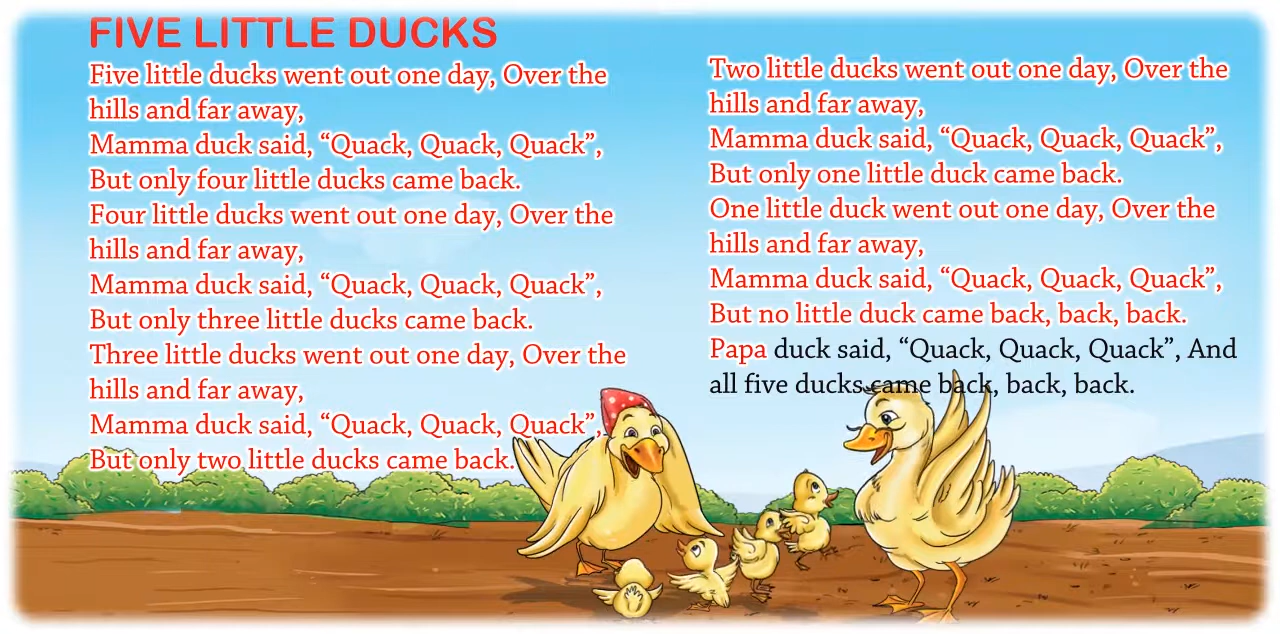 FIVE LITTLE DUCKS
Five little ducks went out one day, Over the
hills and far away,
Mamma duck said, “Quack, Quack, Quack”,
But only four little ducks came back.
Four little ducks went out one day, Over the
hills and far away,
Mamma duck said, “Quack, Quack, Quack”,
But only three little ducks came back.
Three little ducks went out one day, Over the
hills and far away,
Mamma duck said, “Quack, Quack, Quack”,
But only two little ducks came back.
Two little ducks went out one day, Over the
hills and far away,
Mamma duck said, “Quack, Quack, Quack”,
But only one little duck came back.
One little duck went out one day, Over the
hills and far away,
Mamma duck said, “Quack, Quack, Quack”,
But no little duck came back, back, back.
Papa duck said, “Quack, Quack, Quack”, And
all five ducks came back, back, back.